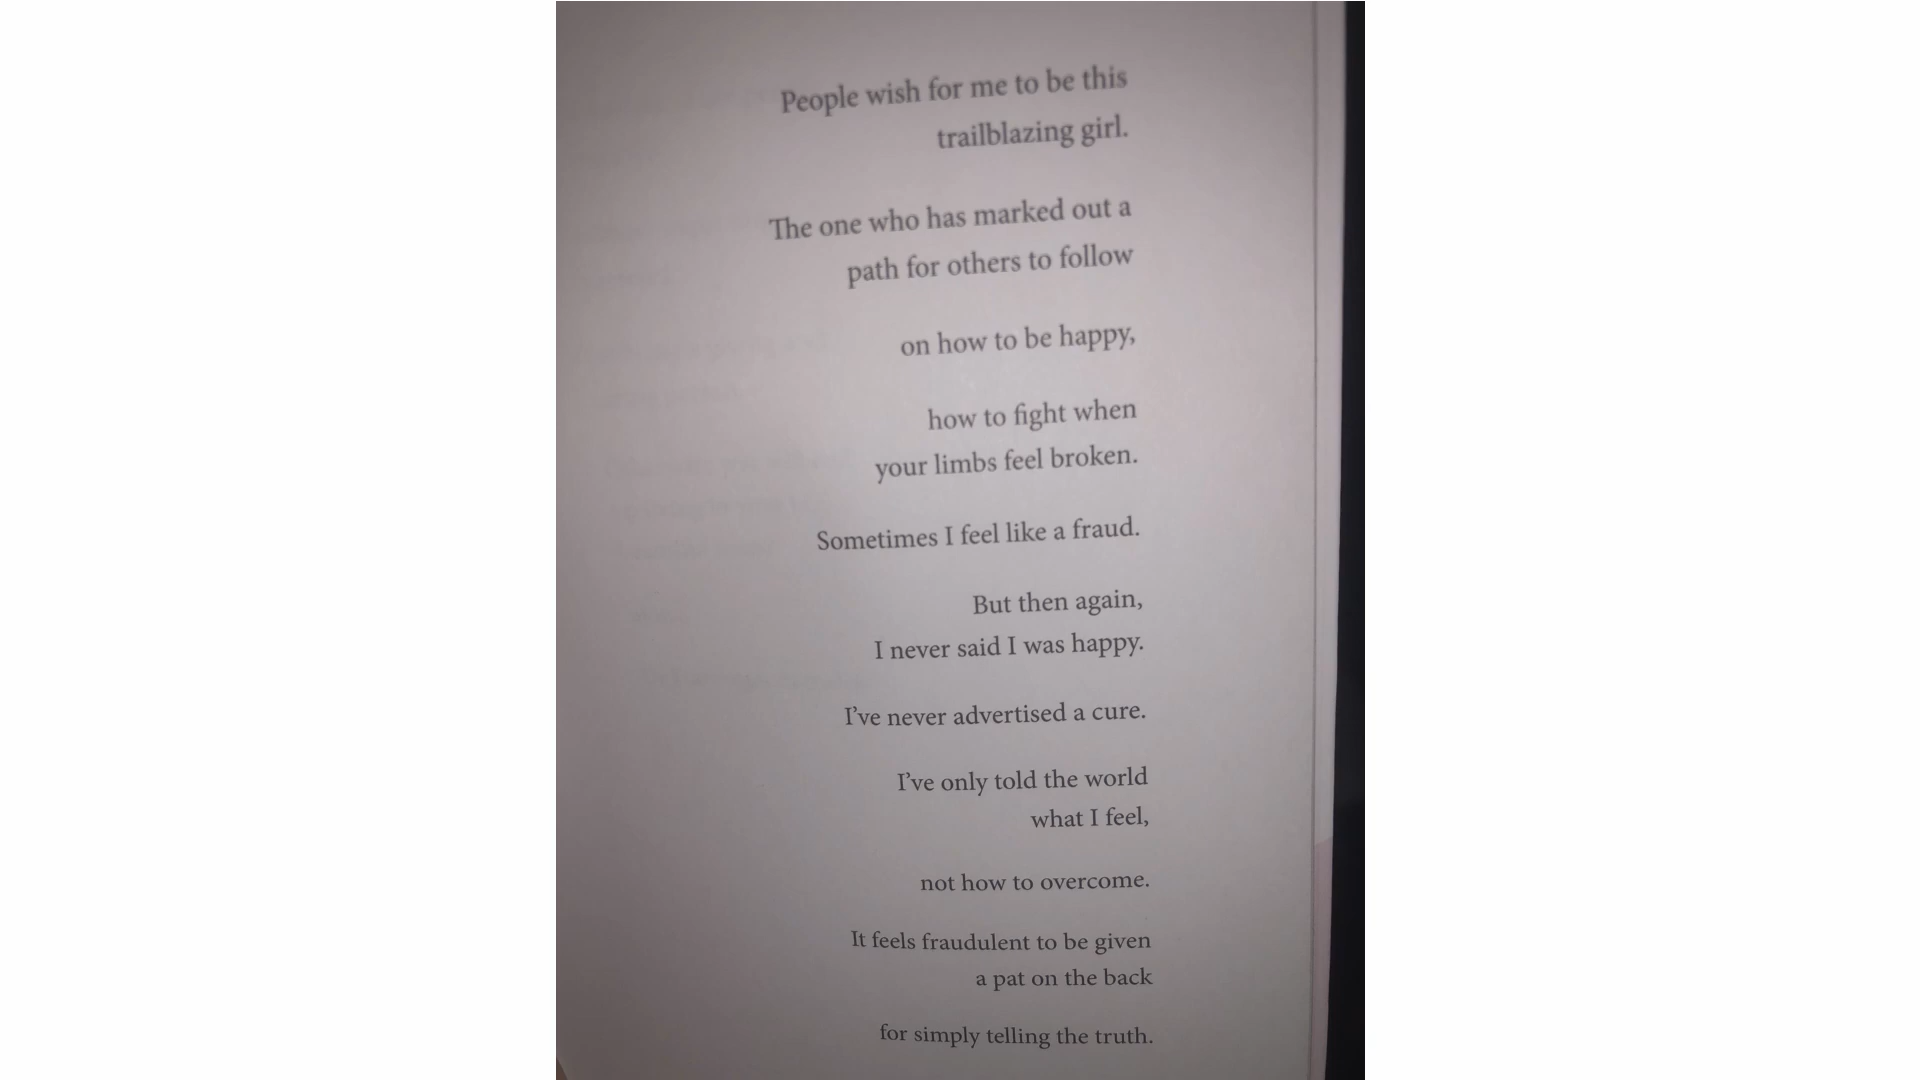 People wish for me to be this
trailblazing girl.
The one who has marked out a
path for others to follow
on how to be happy,
how to fight when
your limbs feel broken.
Sometimes I feel like a fraud.
But then again,
I never said I was happy.
I've never advertised a cure.
I've only told the world
what I feel,
not how to overcome.
It feels fraudulent to be given
a pat on the back
for simply telling the truth.